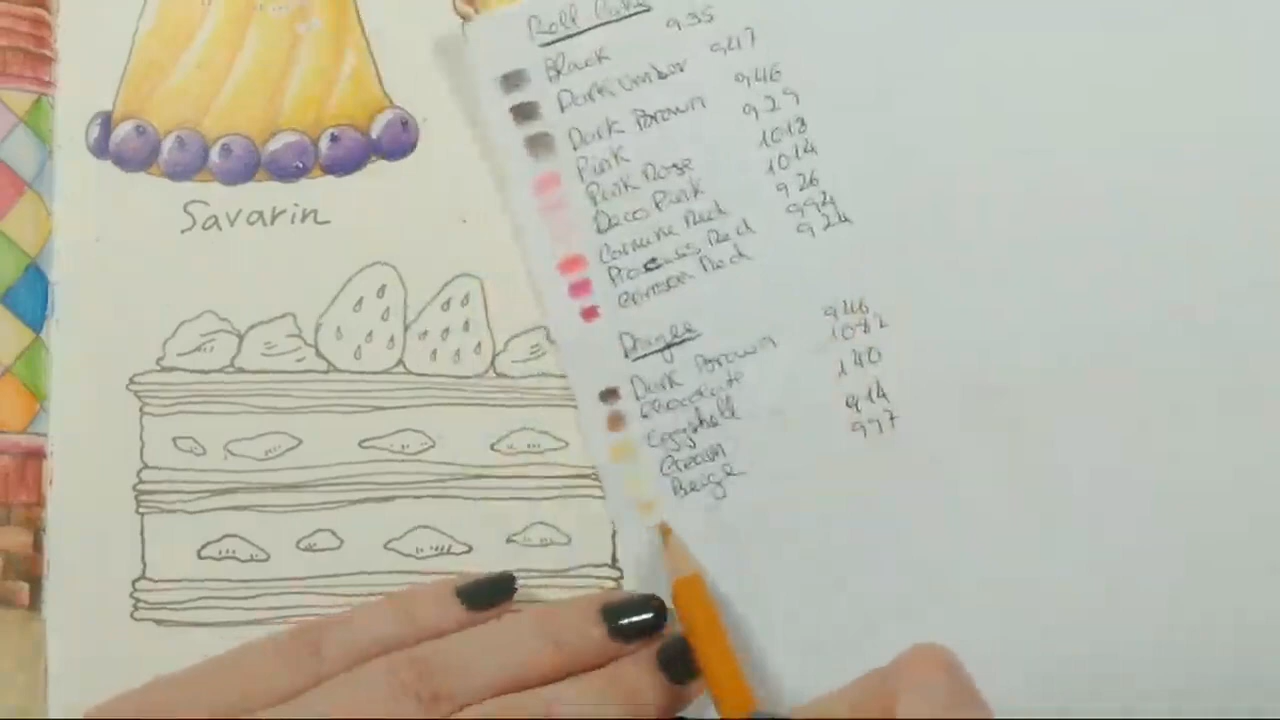 Savarin
Roll Cake
Black 935
Dark Umber 947
Dark Brown 946
Pink 929
Pink Rose 1018
Deco Pink 1014
Carmine Red 926
Process Red 994
Crimson Red 924
Dark Brown 946
Chocolate 1082
Eggshell 140
Cream 914
Beige 997